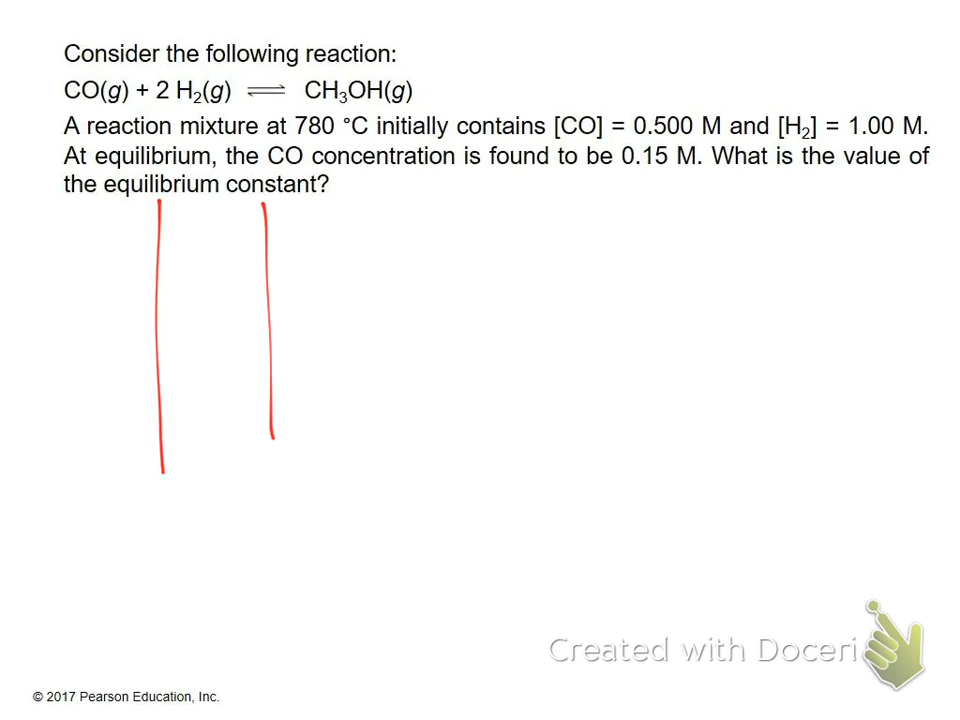 Consider the following reaction:
CO(g) + 2 H₂(g) ⇌ CH₃OH(g)
A reaction mixture at 780 °C initially contains [CO] = 0.500 M and [H₂] = 1.00 M.
At equilibrium, the CO concentration is found to be 0.15 M. What is the value of
the equilibrium constant?
Created with Doceri
© 2017 Pearson Education, Inc.